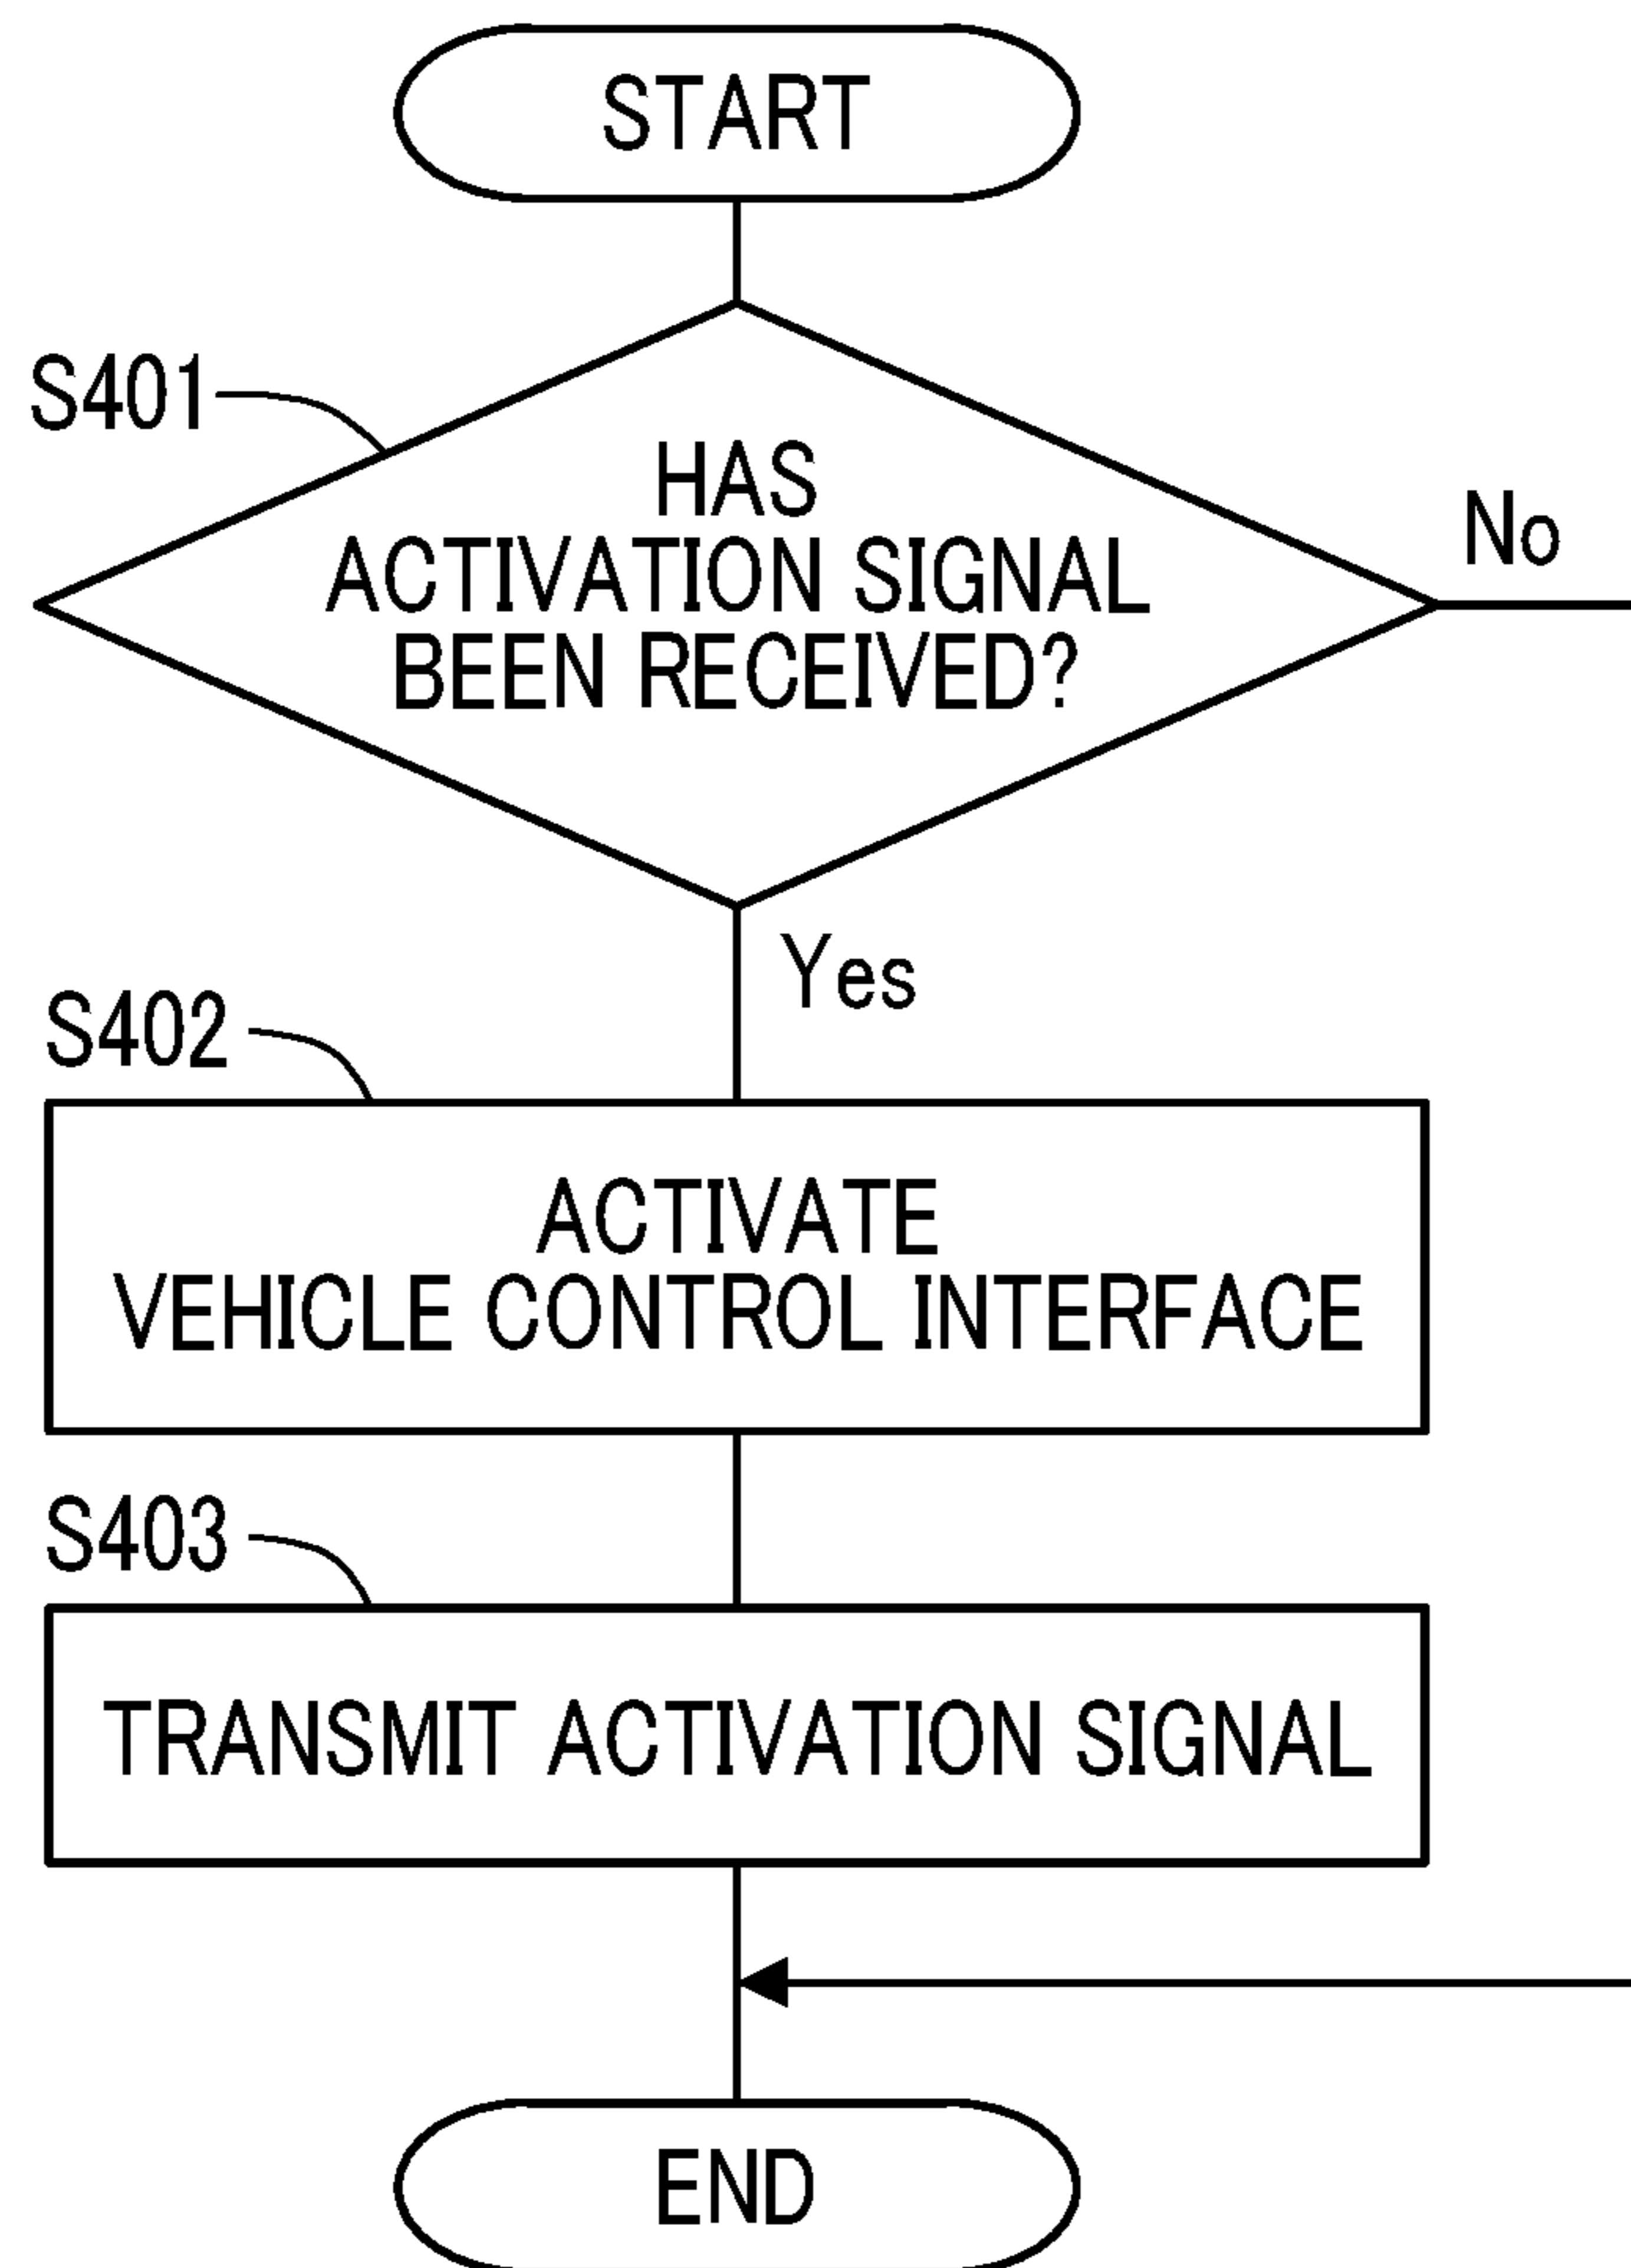 START
S401
HAS
ACTIVATION SIGNAL
BEEN RECEIVED?
No
Yes
S402
ACTIVATE
VEHICLE CONTROL INTERFACE
S403
TRANSMIT ACTIVATION SIGNAL
END